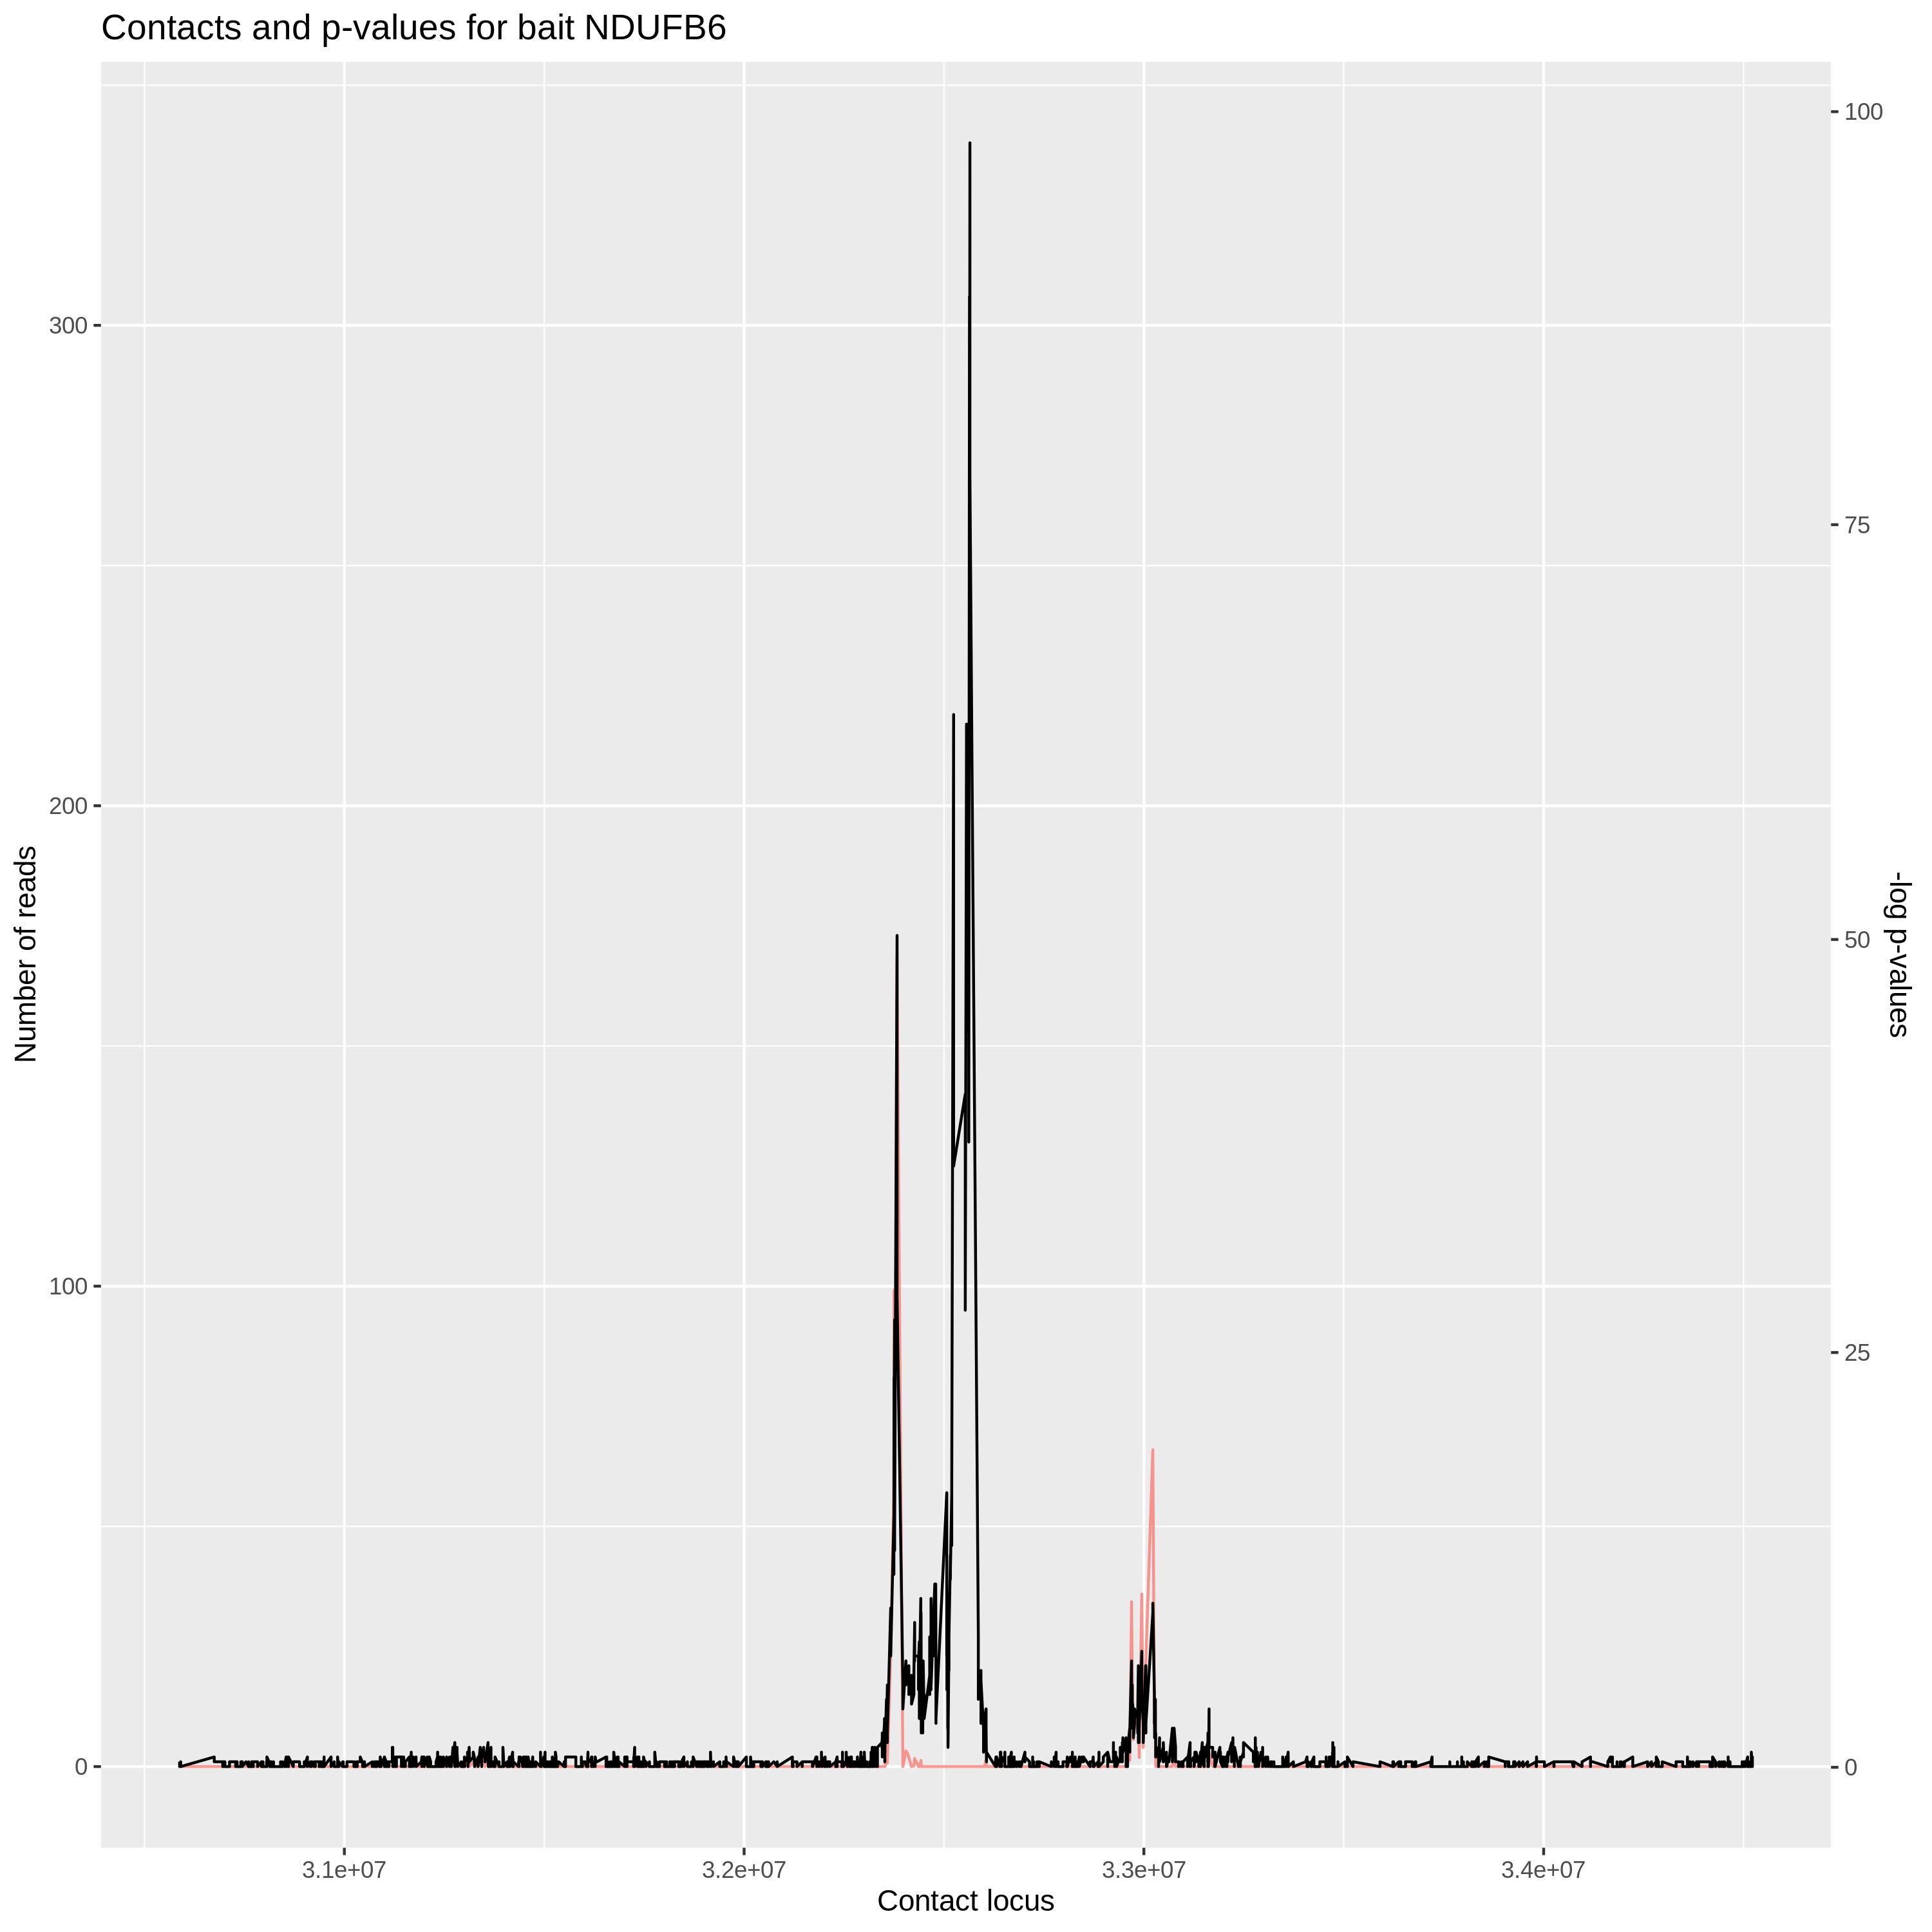 Contacts and p-values for bait NDUFB6
Number of reads
300
200
100
0
100
75
50
25
0
-log p-values
3.1e+07
3.2e+07
3.3e+07
3.4e+07
Contact locus